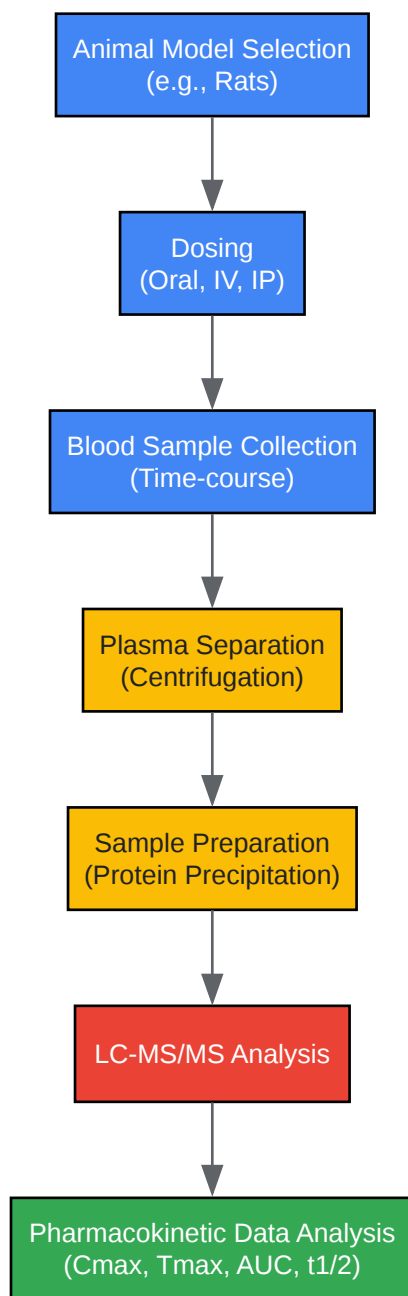 Animal Model Selection
(e.g., Rats)
Dosing
(Oral, IV, IP)
Blood Sample Collection
(Time-course)
Plasma Separation
(Centrifugation)
Sample Preparation
(Protein Precipitation)
LC-MS/MS Analysis
Pharmacokinetic Data Analysis
(Cmax, Tmax, AUC, t1/2)